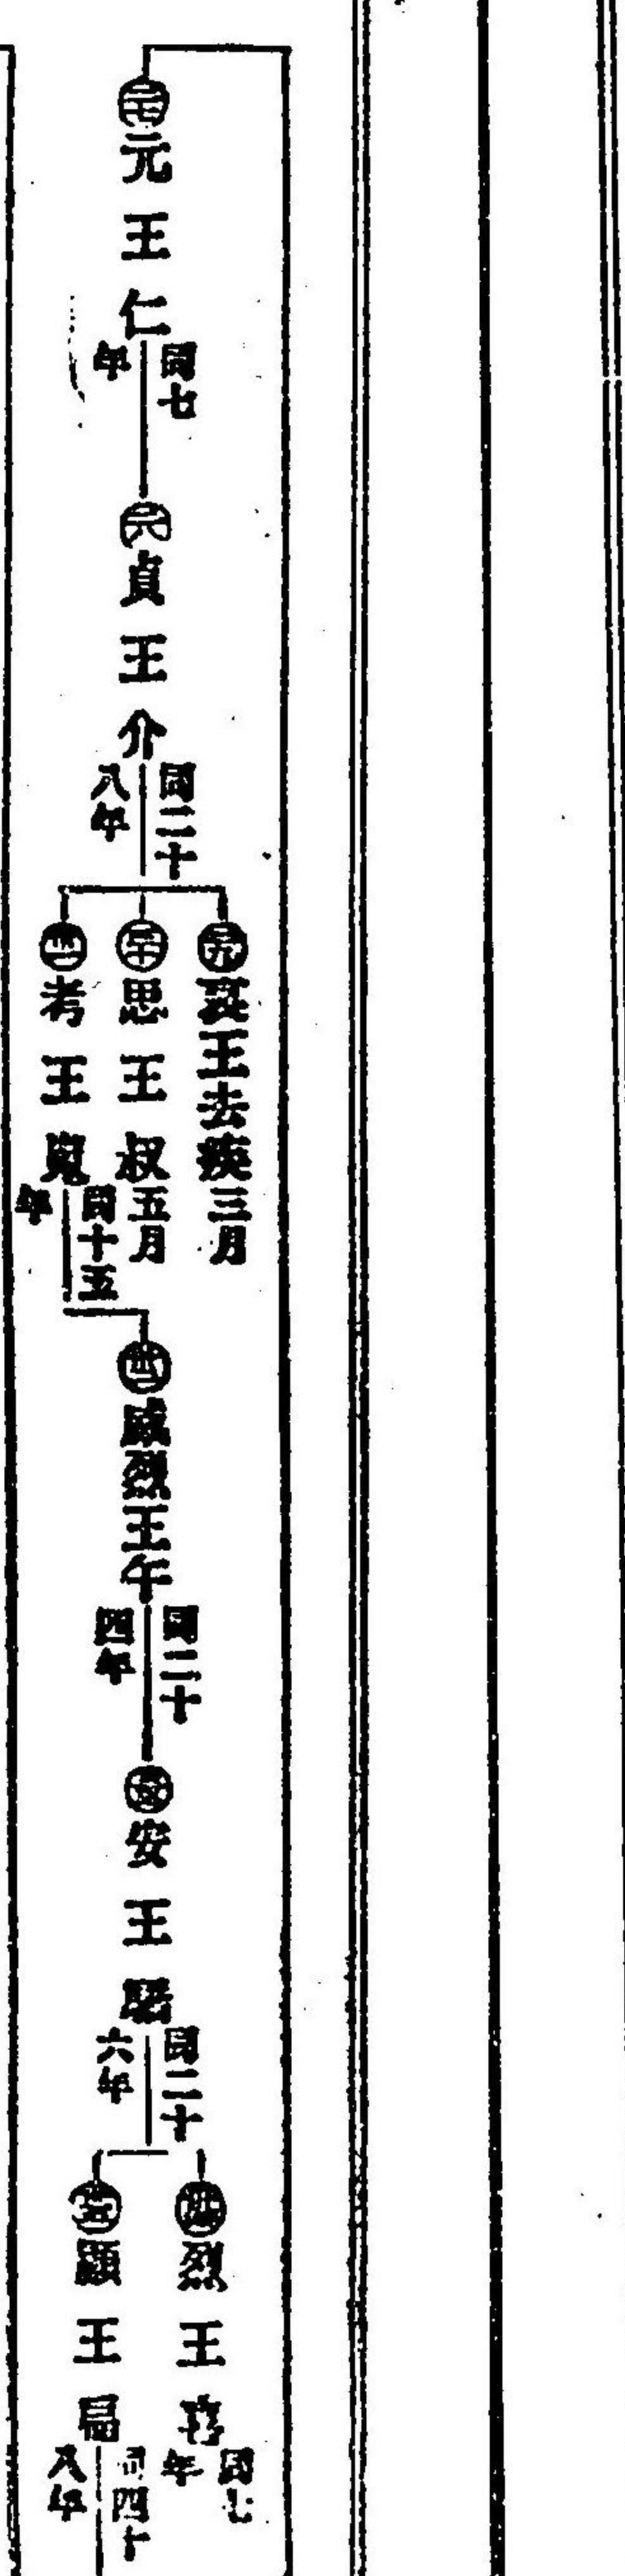 元王仁
同七
年
貞王介
同二十
八年
哀王去疾三月
思王叔五月
考王嵬
同十五
年
威烈王午
同二十
四年
安王驕
同二十
六年
烈王喜
同七
年
顯王扁
同四十
八年